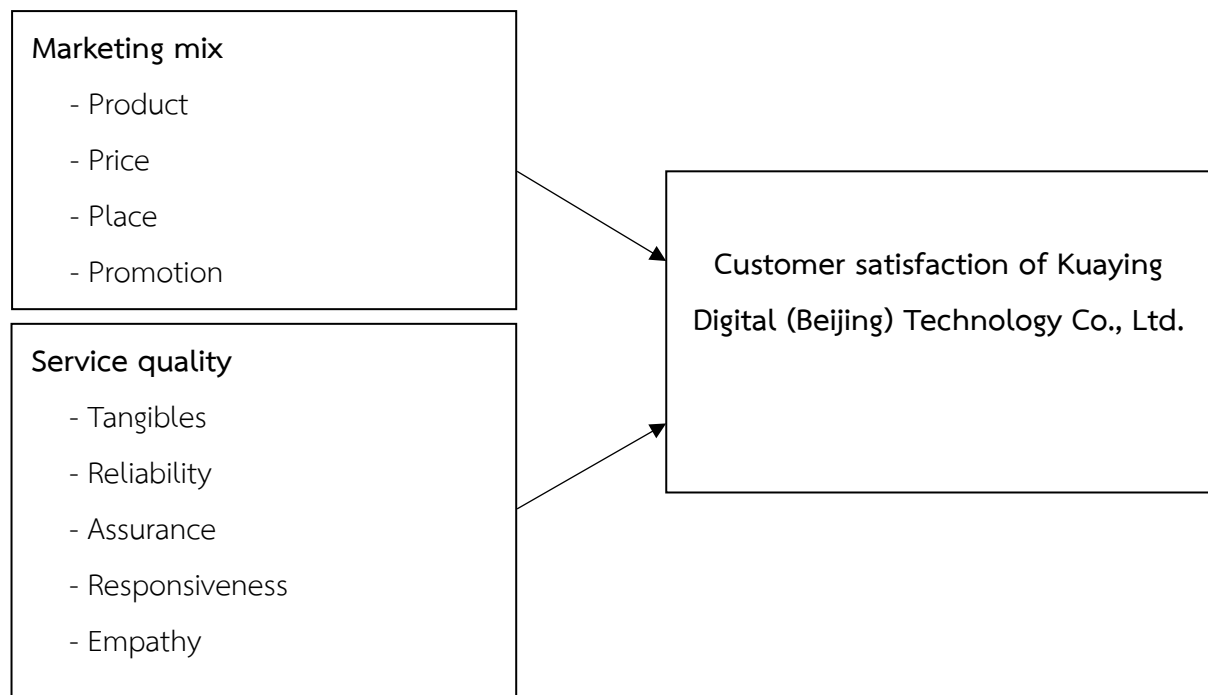 Marketing mix
- Product
- Price
- Place
- Promotion
Service quality
- Tangibles
- Reliability
- Assurance
- Responsiveness
- Empathy
Customer satisfaction of Kuaying
Digital (Beijing) Technology Co., Ltd.